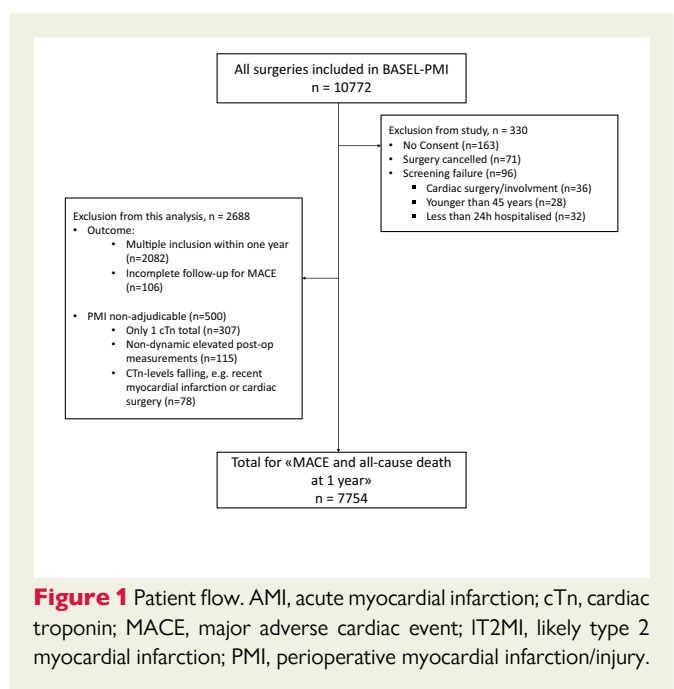 All surgeries included in BASEL-PMI
n = 10772
Exclusion from study, n = 330
• No Consent (n=163)
• Surgery cancelled (n=71)
• Screening failure (n=96)
▪ Cardiac surgery/involvment (n=36)
▪ Younger than 45 years (n=28)
▪ Less than 24h hospitalised (n=32)
Exclusion from this analysis, n = 2688
• Outcome:
• Multiple inclusion within one year
(n=2082)
• Incomplete follow-up for MACE
(n=106)
• PMI non-adjudicable (n=500)
• Only 1 cTn total (n=307)
• Non-dynamic elevated post-op
measurements (n=115)
• CTn-levels falling, e.g. recent
myocardial infarction or cardiac
surgery (n=78)
Total for «MACE and all-cause death
at 1 year»
n = 7754
Figure 1 Patient flow. AMI, acute myocardial infarction; cTn, cardiac
troponin; MACE, major adverse cardiac event; IT2MI, likely type 2
myocardial infarction; PMI, perioperative myocardial infarction/injury.